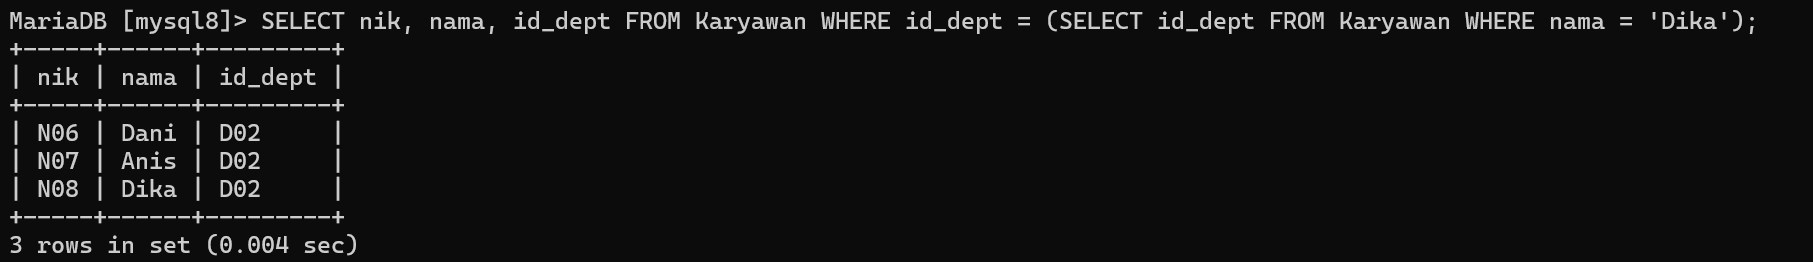 MariaDB [mysql8]> SELECT nik, nama, id_dept FROM Karyawan WHERE id_dept = (SELECT id_dept FROM Karyawan WHERE nama = 'Dika');
+-----+------+---------+
| nik | nama | id_dept |
+-----+------+---------+
| N06 | Dani | D02     |
| N07 | Anis | D02     |
| N08 | Dika | D02     |
+-----+------+---------+
3 rows in set (0.004 sec)